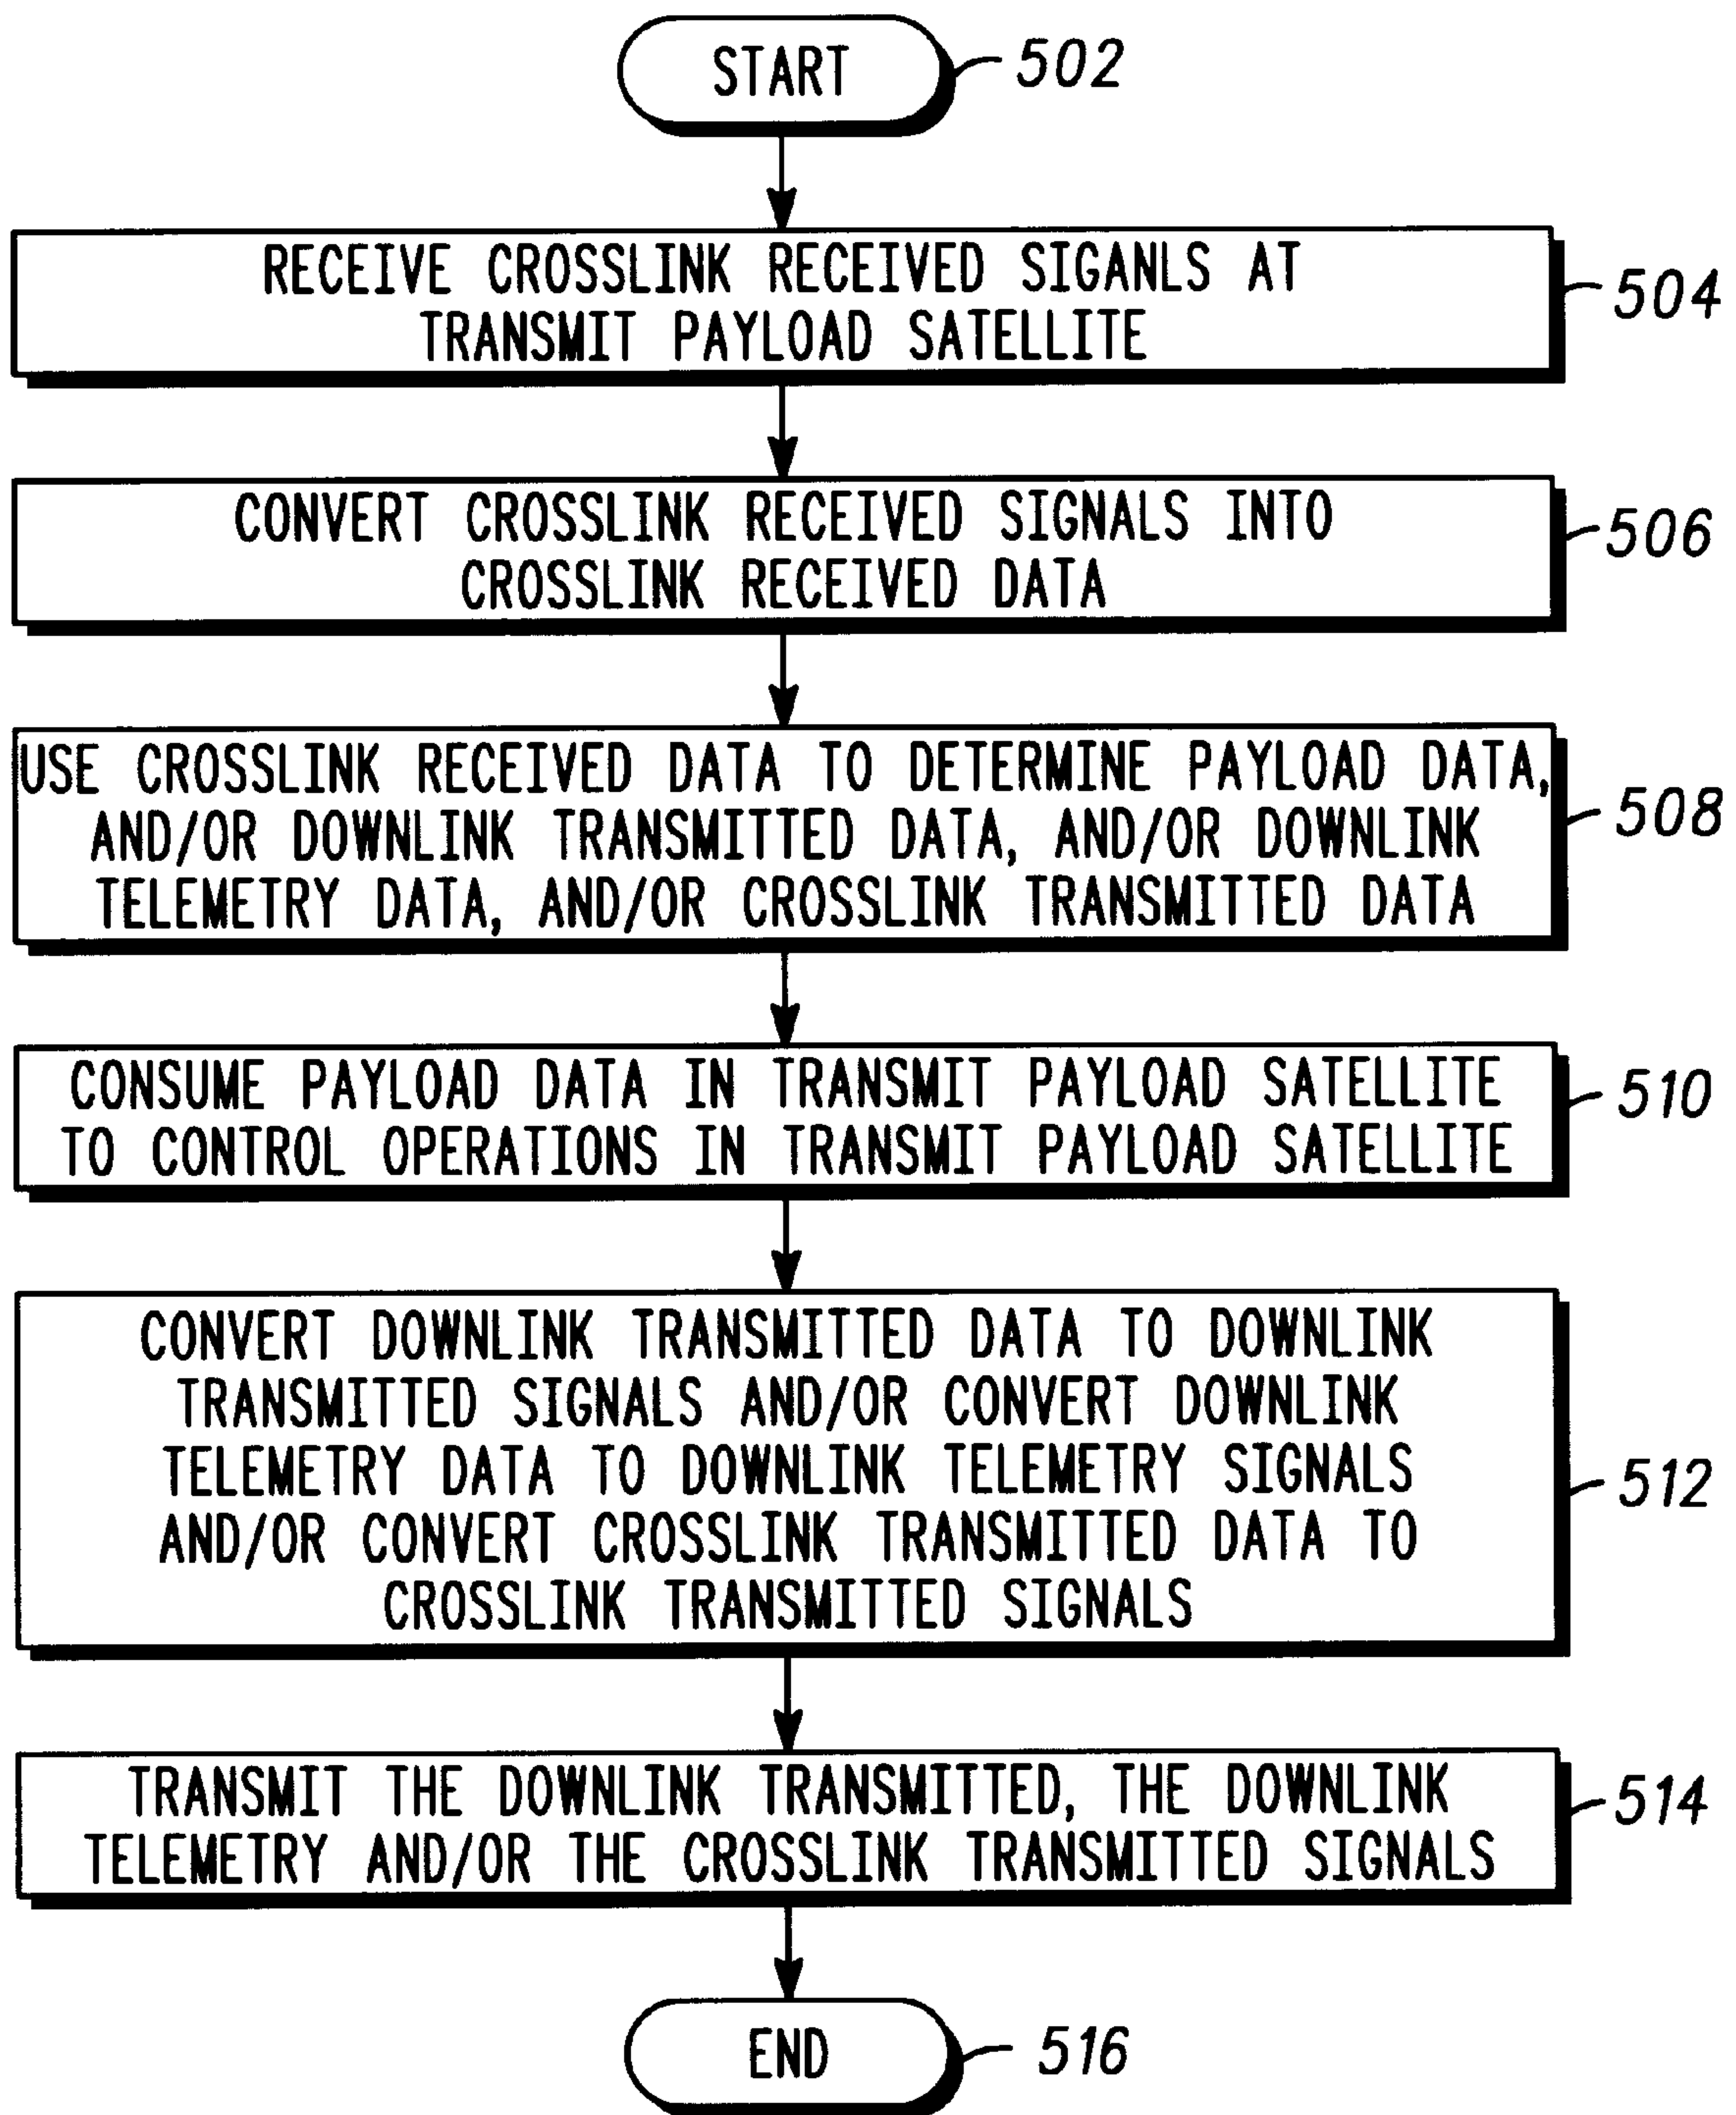 START
502
RECEIVE CROSSLINK RECEIVED SIGANLS AT
TRANSMIT PAYLOAD SATELLITE
504
CONVERT CROSSLINK RECEIVED SIGNALS INTO
CROSSLINK RECEIVED DATA
506
USE CROSSLINK RECEIVED DATA TO DETERMINE PAYLOAD DATA,
AND/OR DOWNLINK TRANSMITTED DATA, AND/OR DOWNLINK
TELEMETRY DATA, AND/OR CROSSLINK TRANSMITTED DATA
508
CONSUME PAYLOAD DATA IN TRANSMIT PAYLOAD SATELLITE
TO CONTROL OPERATIONS IN TRANSMIT PAYLOAD SATELLITE
510
CONVERT DOWNLINK TRANSMITTED DATA TO DOWNLINK
TRANSMITTED SIGNALS AND/OR CONVERT DOWNLINK
TELEMETRY DATA TO DOWNLINK TELEMETRY SIGNALS
AND/OR CONVERT CROSSLINK TRANSMITTED DATA TO
CROSSLINK TRANSMITTED SIGNALS
512
TRANSMIT THE DOWNLINK TRANSMITTED, THE DOWNLINK
TELEMETRY AND/OR THE CROSSLINK TRANSMITTED SIGNALS
514
END
516